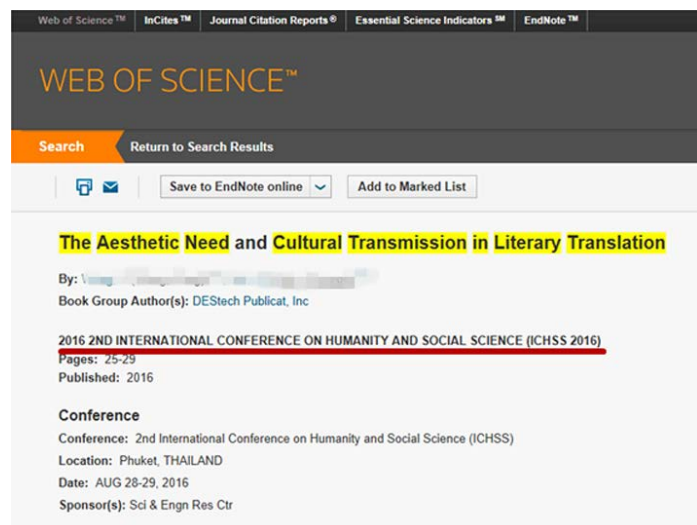 Web of Science™ InCites™ Journal Citation Reports® Essential Science Indicators℠ EndNote™
WEB OF SCIENCE™
Search Return to Search Results
Save to EndNote online Add to Marked List
The Aesthetic Need and Cultural Transmission in Literary Translation
By:
Book Group Author(s): DEStech Publicat, Inc
2016 2ND INTERNATIONAL CONFERENCE ON HUMANITY AND SOCIAL SCIENCE (ICHSS 2016)
Pages: 25-29
Published: 2016
Conference
Conference: 2nd International Conference on Humanity and Social Science (ICHSS)
Location: Phuket, THAILAND
Date: AUG 28-29, 2016
Sponsor(s): Sci & Engn Res Ctr